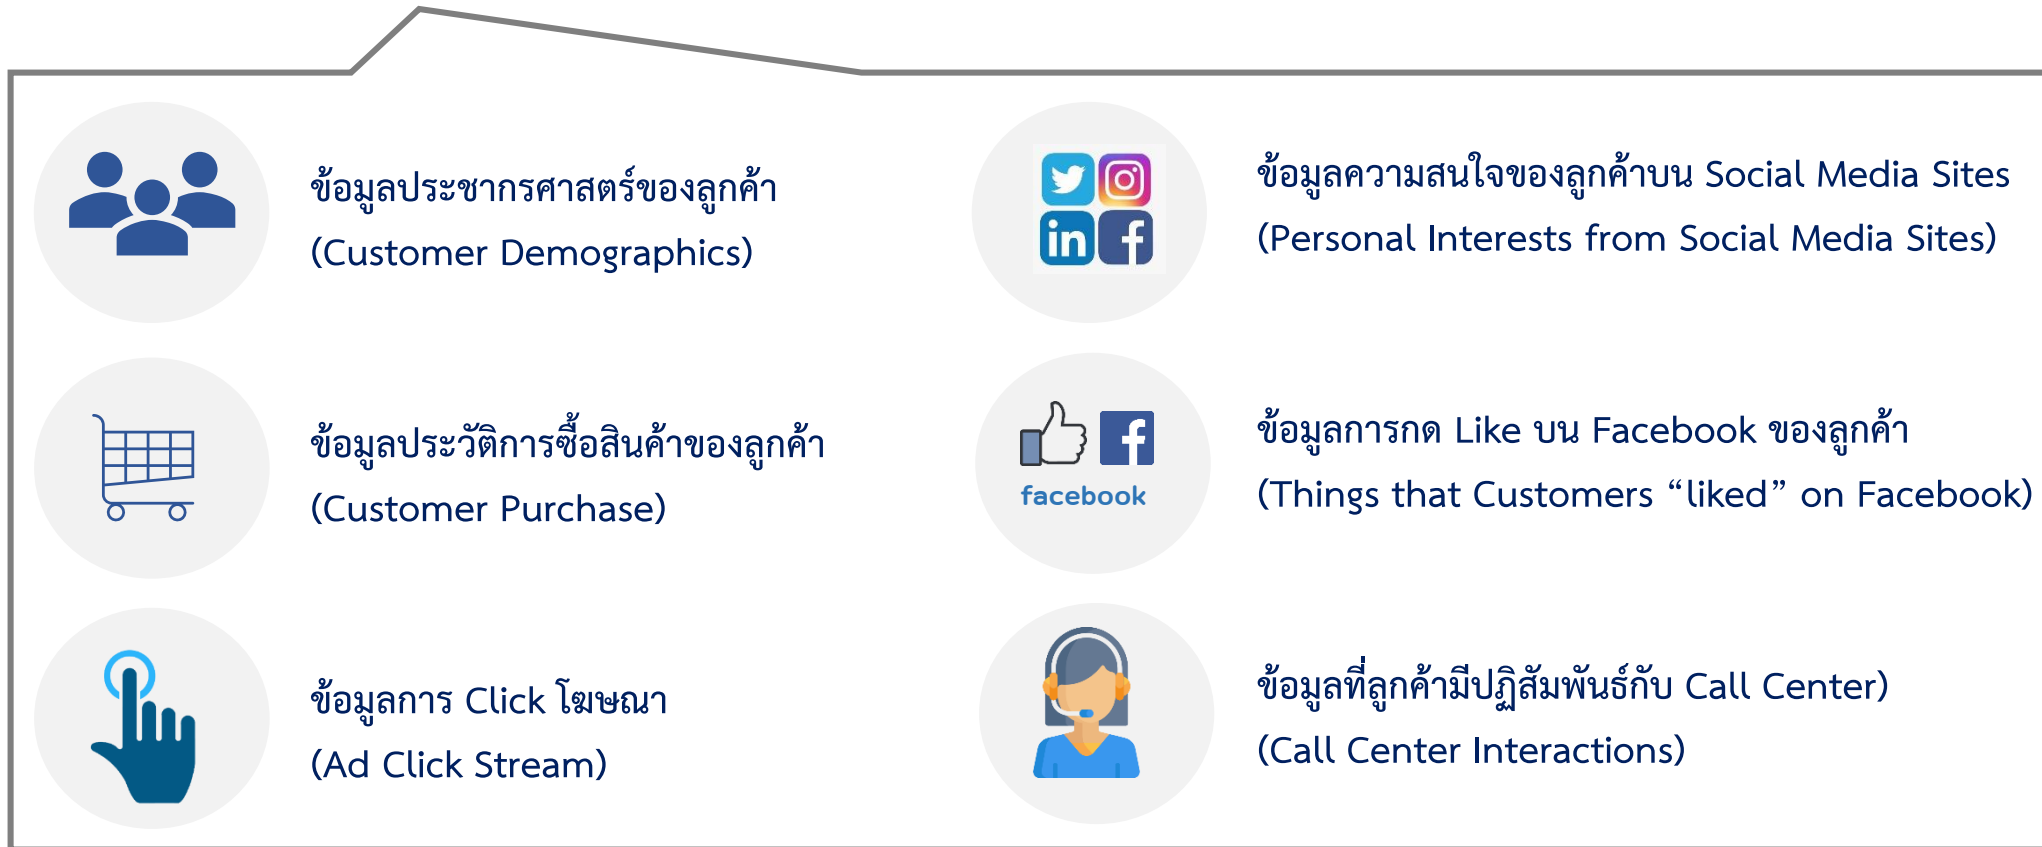 ข้อมูลประชากรศาสตร์ของลูกค้า
(Customer Demographics)
ข้อมูลประวัติการซื้อสินค้าของลูกค้า
(Customer Purchase)
ข้อมูลการ Click โฆษณา
(Ad Click Stream)
ข้อมูลความสนใจของลูกค้าบน Social Media Sites
(Personal Interests from Social Media Sites)
in f
f
facebook
ข้อมูลการกด Like บน Facebook ของลูกค้า
(Things that Customers “liked” on Facebook)
ข้อมูลที่ลูกค้ามีปฏิสัมพันธ์กับ Call Center)
(Call Center Interactions)